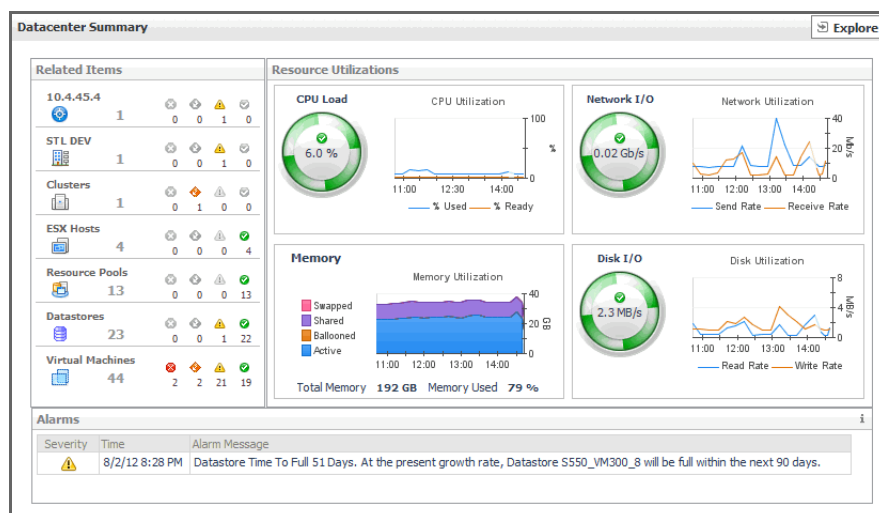 Datacenter Summary
Explore
Related Items
10.4.45.4
1
0 0 1 0
STL DEV
1
0 0 1 0
Clusters
1
0 1 0 0
ESX Hosts
4
0 0 0 4
Resource Pools
13
0 0 0 13
Datastores
23
0 0 1 22
Virtual Machines
44
2 2 21 19
Resource Utilizations
CPU Load
6.0 %
CPU Utilization
100
%
0
11:00 12:30 14:00
% Used % Ready
Network I/O
0.02 Gb/s
Network Utilization
40
20
0
Mb/s
11:00 12:00 13:00 14:00
Send Rate Receive Rate
Memory
Memory Utilization
Swapped
Shared
Ballooned
Active
40
20
0
GB
11:00 12:00 13:00 14:00
Total Memory 192 GB Memory Used 79 %
Disk I/O
2.3 MB/s
Disk Utilization
8
4
0
MB/s
11:00 12:00 13:00 14:00
Read Rate Write Rate
Alarms
i
Severity Time Alarm Message
8/2/12 8:28 PM Datastore Time To Full 51 Days. At the present growth rate, Datastore S550_VM300_8 will be full within the next 90 days.